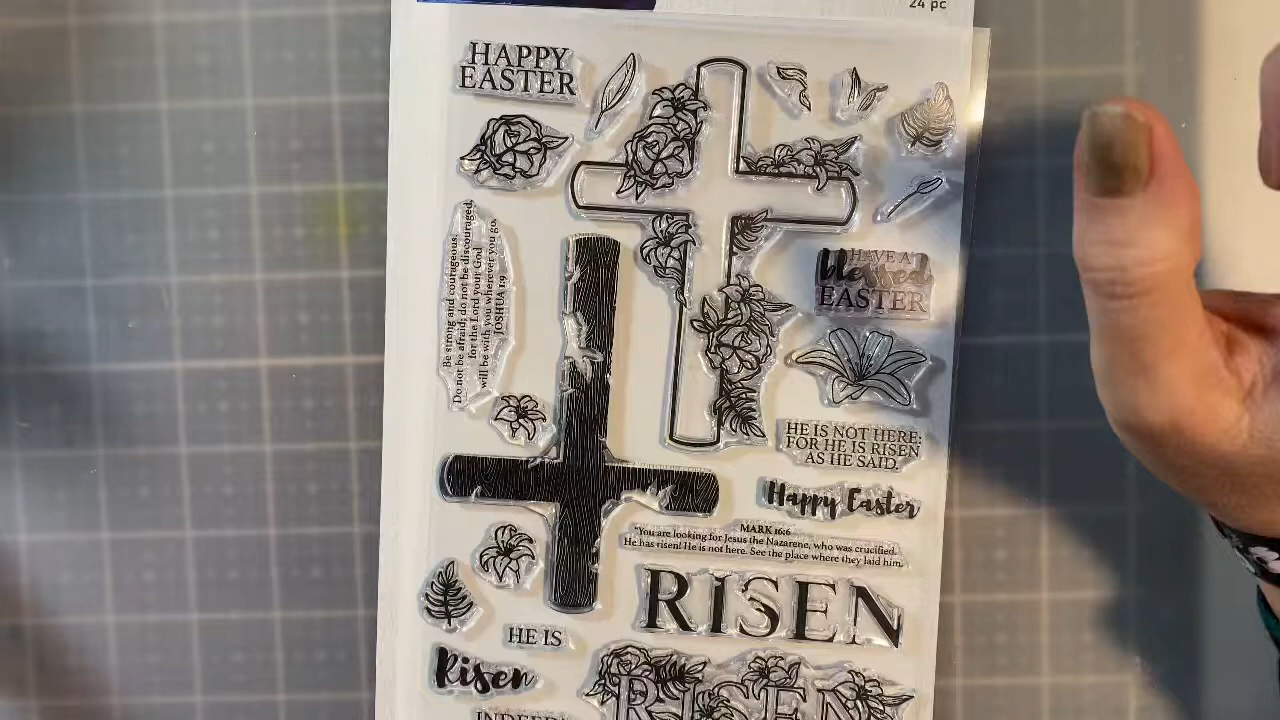 24 pc
HAPPY
EASTER
Be strong and courageous.
Do not be afraid; do not be discouraged,
for the Lord your God
will be with you wherever you go.
JOSHUA 1:9
HAVE A
blessed
EASTER
HE IS NOT HERE;
FOR HE IS RISEN
AS HE SAID.
Happy Easter
MARK 16:6
"You are looking for Jesus the Nazarene, who was crucified.
He has risen! He is not here. See the place where they laid him.
RISEN
HE IS
Risen
RISEN
INDEED